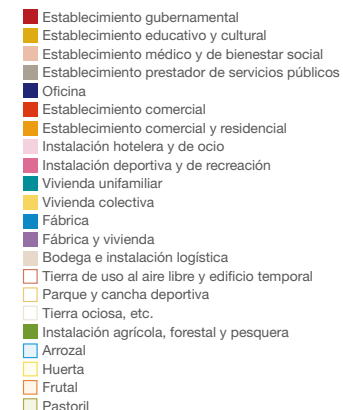 Establecimiento gubernamental
Establecimiento educativo y cultural
Establecimiento médico y de bienestar social
Establecimiento prestador de servicios públicos
Oficina
Establecimiento comercial
Establecimiento comercial y residencial
Instalación hotelera y de ocio
Instalación deportiva y de recreación
Vivienda unifamiliar
Vivienda colectiva
Fábrica
Fábrica y vivienda
Bodega e instalación logística
Tierra de uso al aire libre y edificio temporal
Parque y cancha deportiva
Tierra ociosa, etc.
Instalación agrícola, forestal y pesquera
Arrozal
Huerta
Frutal
Pastoril